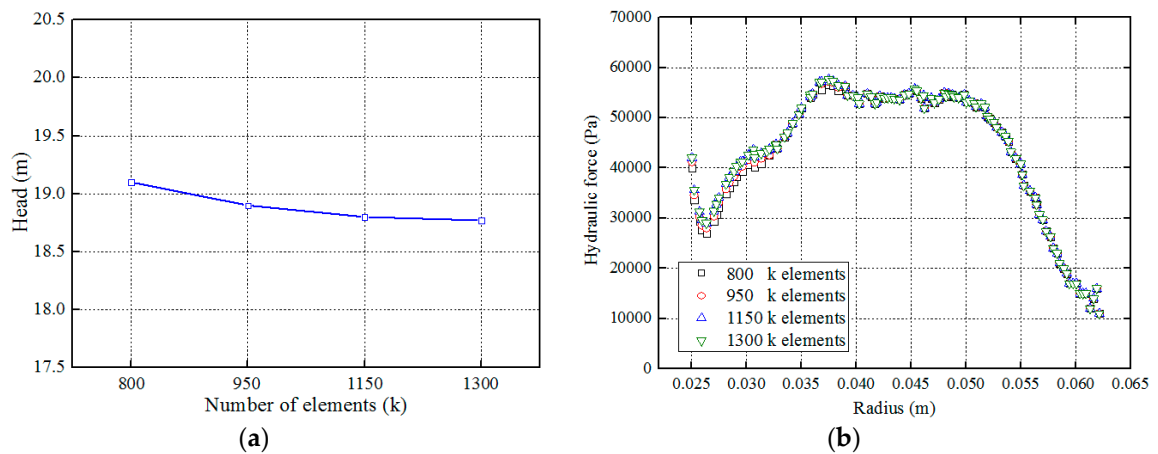 20.5
20.0
19.5
19.0
18.5
18.0
17.5
Head (m)
800 950 1150 1300
Number of elements (k)
(a)
70000
60000
50000
40000
30000
20000
10000
0
Hydraulic force (Pa)
800 k elements
950 k elements
1150 k elements
1300 k elements
0.025 0.030 0.035 0.040 0.045 0.050 0.055 0.060 0.065
Radius (m)
(b)